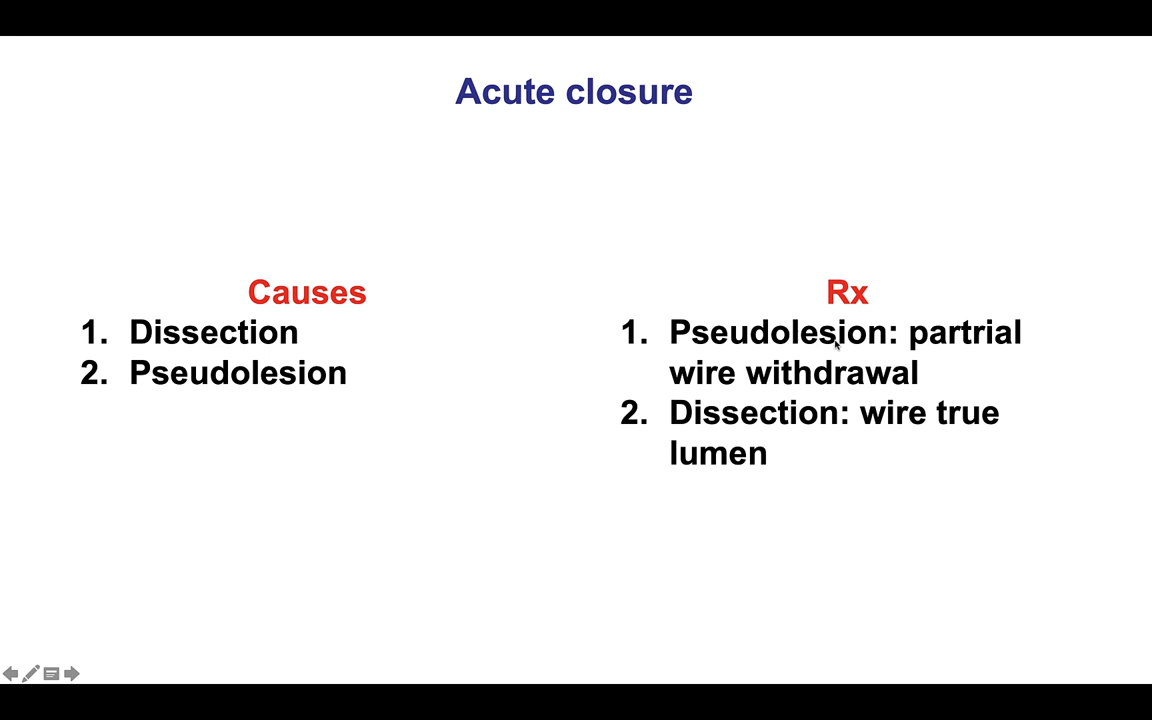 Acute closure
Causes
1. Dissection
2. Pseudolesion
Rx
1. Pseudolesion: partrial
wire withdrawal
2. Dissection: wire true
lumen